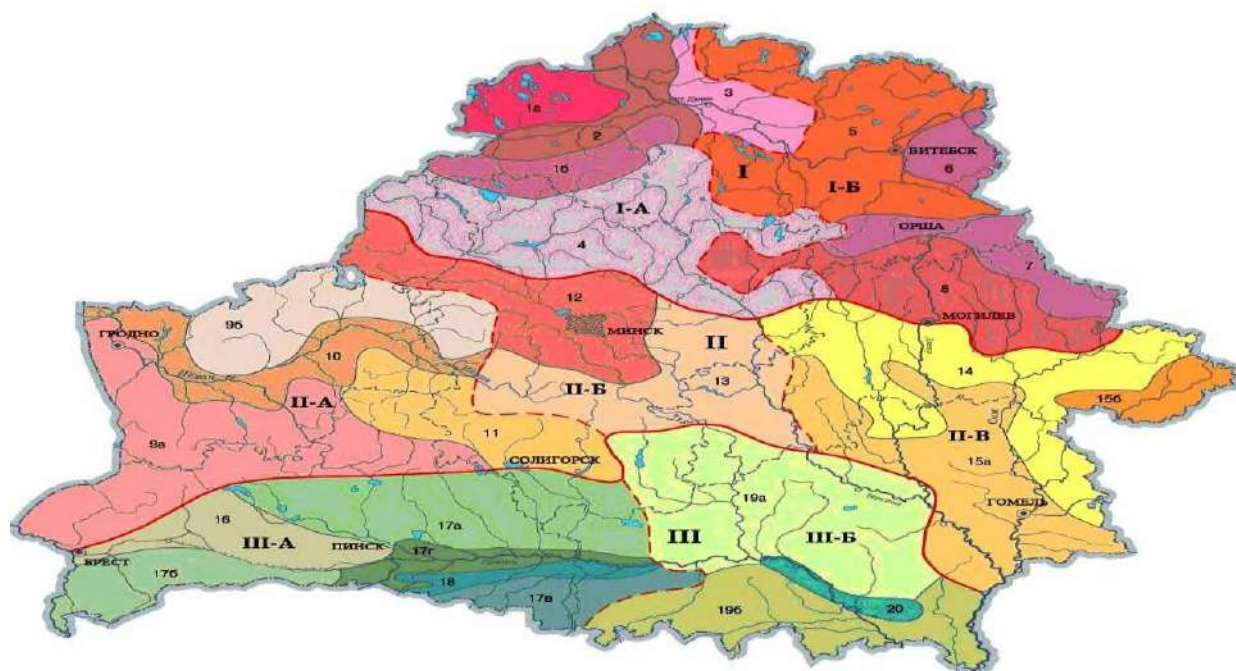 1а
3
5
2
ВИТЕБСК
1б
6
I
I-Б
I-А
ОРША
4
7
8
12
9б
МИНСК
МОГИЛЕВ
ГРОДНО
II
10
14
13
II-А
II-Б
15б
9а
11
II-В
15а
СОЛИГОРСК
19а
ГОМЕЛЬ
16
17а
III-А
ПИНСК
III
III-Б
17г
БРЕСТ
17б
18
17в
19б
20